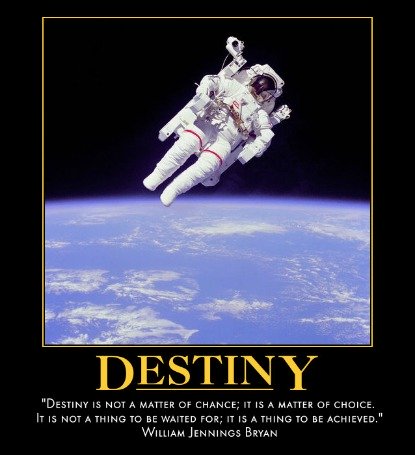 DESTINY
"DESTINY IS NOT A MATTER OF CHANCE; IT IS A MATTER OF CHOICE.
IT IS NOT A THING TO BE WAITED FOR; IT IS A THING TO BE ACHIEVED."
WILLIAM JENNINGS BRYAN